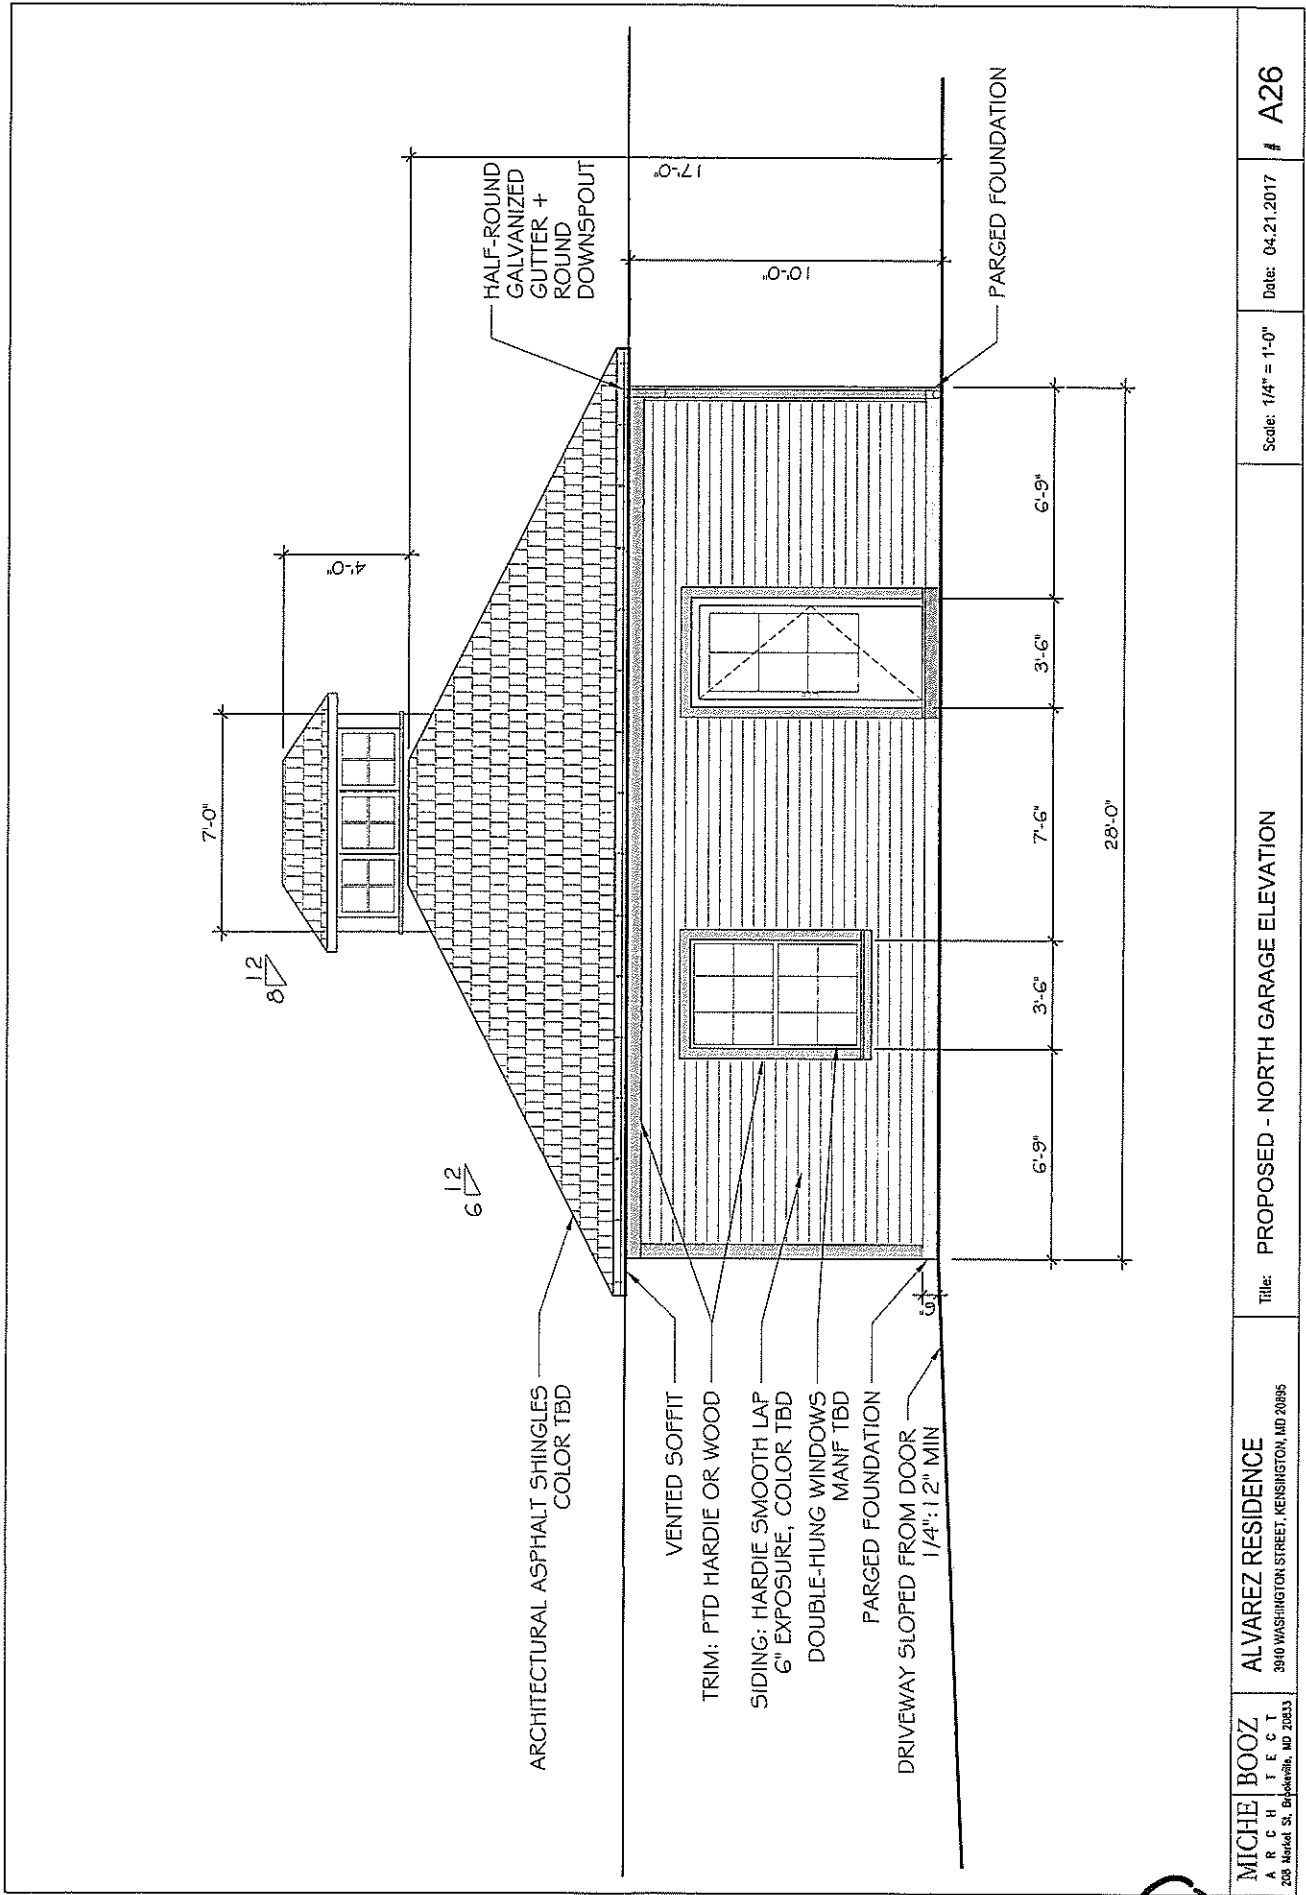 7'-0"
12
8
4'-0"
12
6
HALF-ROUND
GALVANIZED
GUTTER +
ROUND
DOWNSPOUT
17'-0"
10'-0"
ARCHITECTURAL ASPHALT SHINGLES
COLOR TBD
VENTED SOFFIT
TRIM: PTD HARDIE OR WOOD
SIDING: HARDIE SMOOTH LAP
6" EXPOSURE, COLOR TBD
DOUBLE-HUNG WINDOWS
MANF TBD
PARGED FOUNDATION
DRIVEWAY SLOPED FROM DOOR
1/4":12" MIN
6"
PARGED FOUNDATION
6'-9"
3'-6"
7'-6"
3'-6"
6'-9"
28'-0"
MICHE BOOZ
ARCHITECT
208 Market St, Brookeville, MD 20833
ALVAREZ RESIDENCE
3940 WASHINGTON STREET, KENSINGTON, MD 20895
Title: PROPOSED - NORTH GARAGE ELEVATION
Scale: 1/4" = 1'-0"
Date: 04.21.2017
# A26